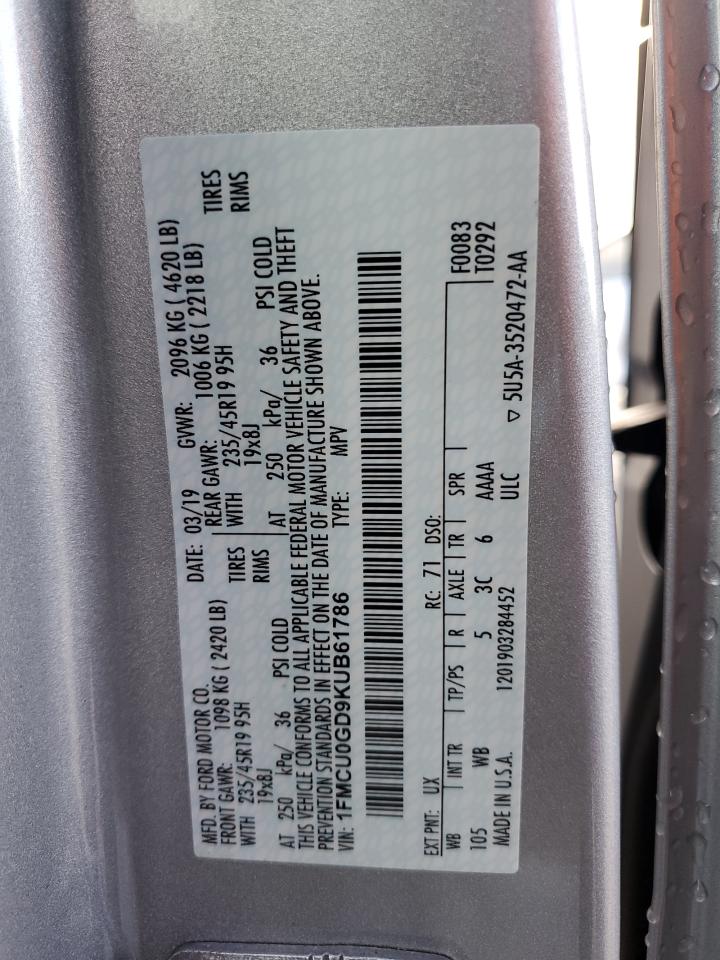 MFD. BY FORD MOTOR CO. DATE: 03/19 GVWR: 2096 KG ( 4620 LB)
FRONT GAWR: 1098 KG ( 2420 LB) REAR GAWR: 1006 KG ( 2218 LB)
WITH 235/45R19 95H TIRES WITH 235/45R19 95H TIRES
19x8J RIMS 19x8J RIMS
AT 250 kPa/ 36 PSI COLD AT 250 kPa/ 36 PSI COLD
THIS VEHICLE CONFORMS TO ALL APPLICABLE FEDERAL MOTOR VEHICLE SAFETY AND THEFT
PREVENTION STANDARDS IN EFFECT ON THE DATE OF MANUFACTURE SHOWN ABOVE.
VIN: 1FMCU0GD9KUB61786 TYPE: MPV
EXT PNT: UX RC: 71 DSO: F0083
WB INT TR TP/PS R AXLE TR SPR T0292
105 WB 5 3C 6 AAAA
MADE IN U.S.A. 1201903284452 ULC ▽ 5U5A-3520472-AA